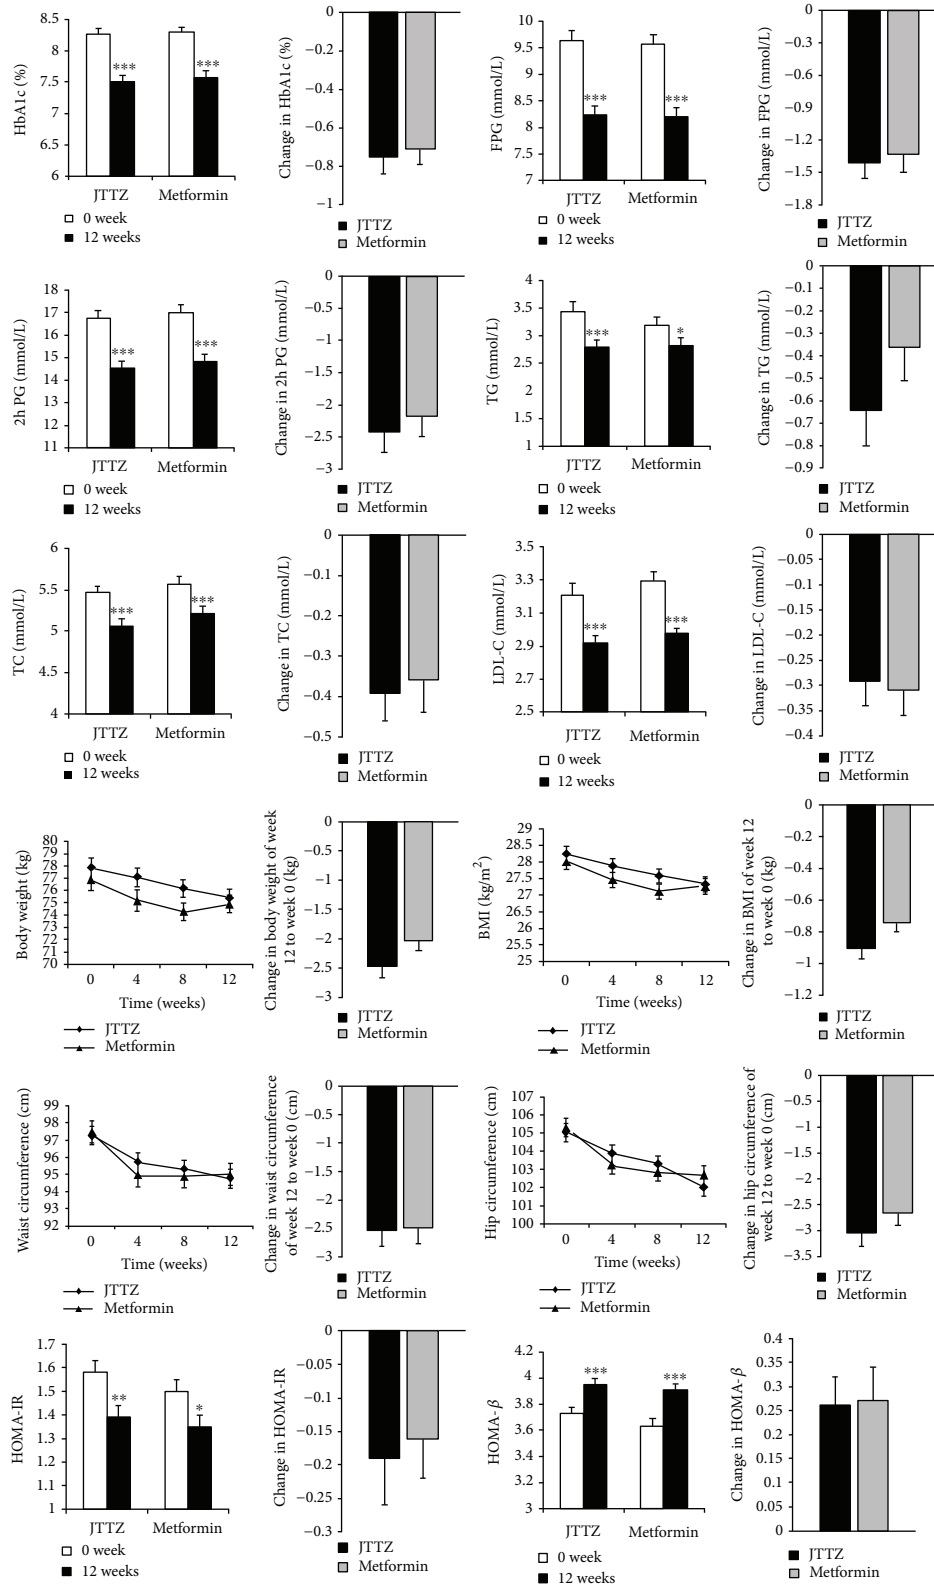 HbA1c (%)
8.5
8
7.5
7
6.5
6
***
***
JTTZ
Metformin
0 week
12 weeks
Change in HbA1c (%)
0
−0.2
−0.4
−0.6
−0.8
−1
JTTZ
Metformin
FPG (mmol/L)
10
9.5
9
8.5
8
7.5
7
***
***
JTTZ
Metformin
0 week
12 weeks
Change in FPG (mmol/L)
0
−0.3
−0.6
−0.9
−1.2
−1.5
−1.8
JTTZ
Metformin
2h PG (mmol/L)
18
17
16
15
14
13
12
11
***
***
JTTZ
Metformin
0 week
12 weeks
Change in 2h PG (mmol/L)
0
−0.5
−1
−1.5
−2
−2.5
−3
JTTZ
Metformin
TG (mmol/L)
4
3.5
3
2.5
2
1.5
1
***
*
JTTZ
Metformin
0 week
12 weeks
Change in TG (mmol/L)
0
−0.1
−0.2
−0.3
−0.4
−0.5
−0.6
−0.7
−0.8
−0.9
JTTZ
Metformin
TC (mmol/L)
6
5.5
5
4.5
4
***
***
JTTZ
Metformin
0 week
12 weeks
Change in TC (mmol/L)
0
−0.1
−0.2
−0.3
−0.4
−0.5
JTTZ
Metformin
LDL-C (mmol/L)
3.5
3.3
3.1
2.9
2.7
2.5
***
***
JTTZ
Metformin
0 week
12 weeks
Change in LDL-C (mmol/L)
0
−0.05
−0.1
−0.15
−0.2
−0.25
−0.3
−0.35
−0.4
JTTZ
Metformin
Body weight (kg)
80
79
78
77
76
75
74
73
72
71
70
0 4 8 12
Time (weeks)
JTTZ
Metformin
Change in body weight of week
12 to week 0 (kg)
0
−0.5
−1
−1.5
−2
−2.5
−3
JTTZ
Metformin
BMI (kg/m²)
29
28.5
28
27.5
27
26.5
26
25.5
25
0 4 8 12
Time (weeks)
JTTZ
Metformin
Change in BMI of week 12
to week 0 (kg)
0
−0.2
−0.4
−0.6
−0.8
−1
−1.2
JTTZ
Metformin
Waist circumference (cm)
99
98
97
96
95
94
93
92
0 4 8 12
Time (weeks)
JTTZ
Metformin
Change in waist circumference
of week 12 to week 0 (cm)
0
−0.5
−1
−1.5
−2
−2.5
−3
JTTZ
Metformin
Hip circumference (cm)
107
106
105
104
103
102
101
100
0 4 8 12
Time (weeks)
JTTZ
Metformin
Change in hip circumference of
week 12 to week 0 (cm)
0
−0.5
−1
−1.5
−2
−2.5
−3
−3.5
JTTZ
Metformin
HOMA-IR
1.7
1.6
1.5
1.4
1.3
1.2
1.1
1
**
*
JTTZ
Metformin
0 week
12 weeks
Change in HOMA-IR
0
−0.05
−0.1
−0.15
−0.2
−0.25
−0.3
JTTZ
Metformin
HOMA-β
4.2
4
3.8
3.6
3.4
3.2
3
***
***
JTTZ
Metformin
0 week
12 weeks
Change in HOMA-β
0.4
0.35
0.3
0.25
0.2
0.15
0.1
0.05
0
JTTZ
Metformin